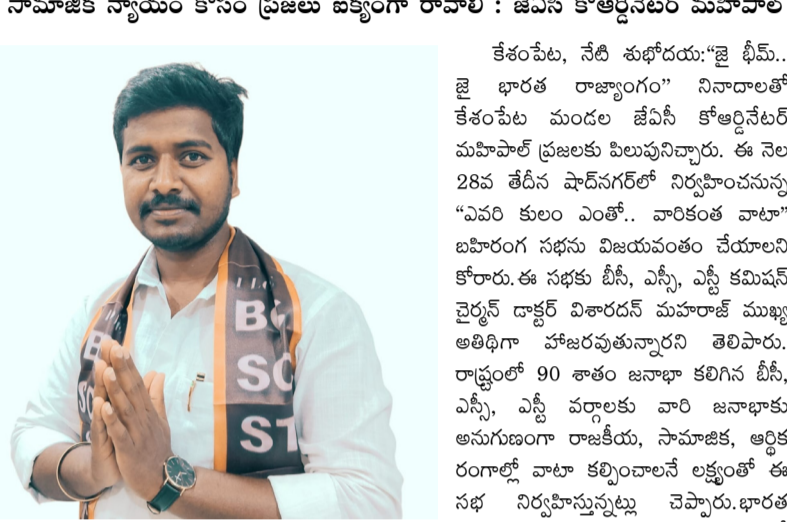 సామాజిక న్యాయం కోసం ప్రజలు ఐక్యంగా రావాలి : జేఏసీ కోఆర్డినేటర్ మహిపాల్
కేశంపేట, నేటి శుభోదయ:“జై భీమ్..
జై భారత రాజ్యాంగం” నినాదాలతో
కేశంపేట మండల జేఏసీ కోఆర్డినేటర్
మహిపాల్ ప్రజలకు పిలుపునిచ్చారు. ఈ నెల
28వ తేదీన షాద్‌నగర్‌లో నిర్వహించనున్న
“ఎవరి కులం ఎంతో.. వారికంత వాటా”
బహిరంగ సభను విజయవంతం చేయాలని
కోరారు.ఈ సభకు బీసీ, ఎస్సీ, ఎస్టీ కమిషన్
చైర్మన్ డాక్టర్ విశారదన్ మహరాజ్ ముఖ్య
అతిథిగా హాజరవుతున్నారని తెలిపారు.
రాష్ట్రంలో 90 శాతం జనాభా కలిగిన బీసీ,
ఎస్సీ, ఎస్టీ వర్గాలకు వారి జనాభాకు
అనుగుణంగా రాజకీయ, సామాజిక, ఆర్థిక
రంగాల్లో వాటా కల్పించాలనే లక్ష్యంతో ఈ
సభ నిర్వహిస్తున్నట్లు చెప్పారు.భారత
SC
ST